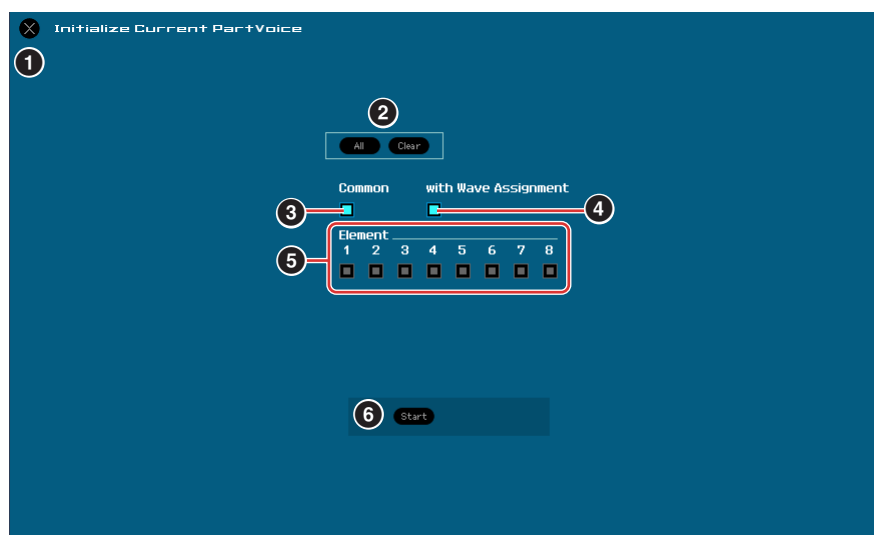 Initialize Current PartVoice
1
2
All Clear
Common with Wave Assignment
3
4
Element
5
1 2 3 4 5 6 7 8
6 Start